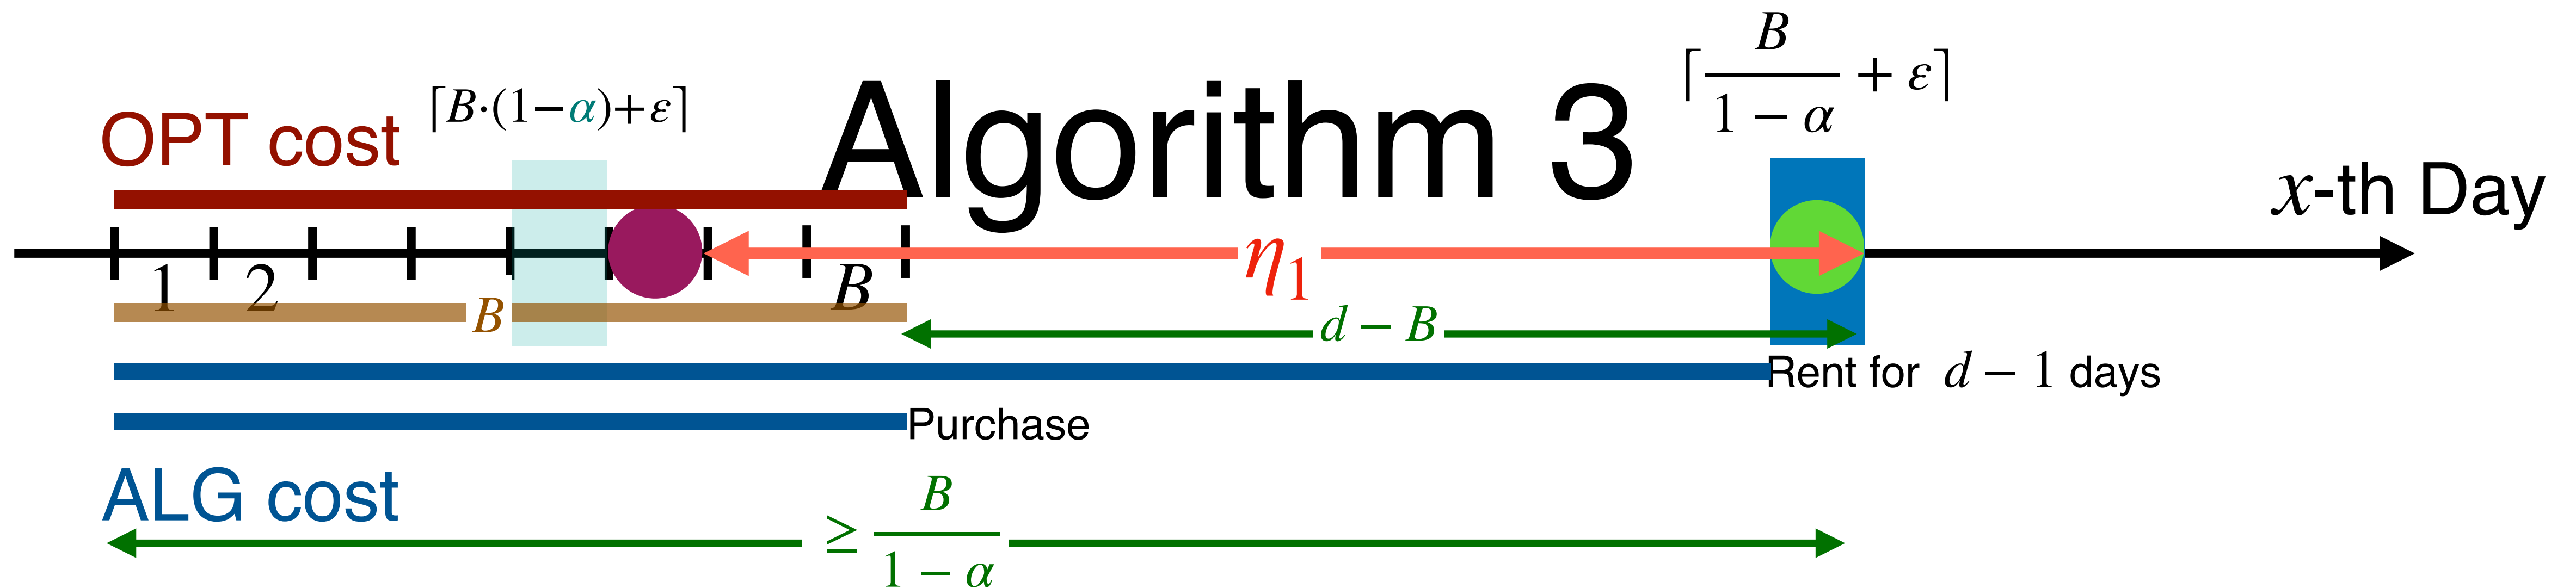 Algorithm 3
⌈B/(1 − α) + ε⌉
OPT cost
⌈B·(1−α)+ε⌉
x-th Day
1 2 B
η₁
B
d − B
Rent for d − 1 days
Purchase
ALG cost
≥ B/(1 − α)